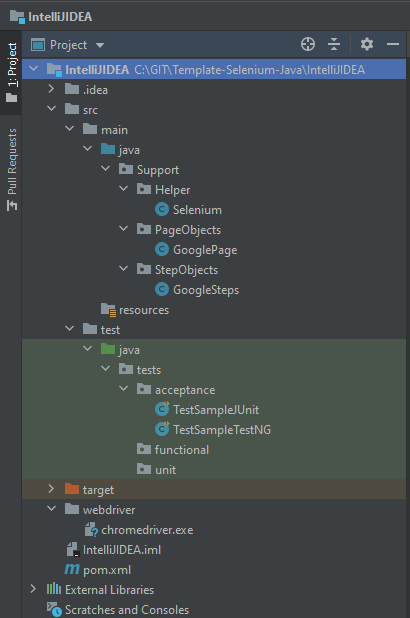 IntelliJIDEA
Project
IntelliJIDEA C:\GIT\Template-Selenium-Java\IntelliJIDEA
.idea
src
main
java
Support
Helper
Selenium
PageObjects
GooglePage
StepObjects
GoogleSteps
resources
test
java
tests
acceptance
TestSampleJUnit
TestSampleTestNG
functional
unit
target
webdriver
chromedriver.exe
IntelliJIDEA.iml
pom.xml
External Libraries
Scratches and Consoles
1: Project
Pull Requests